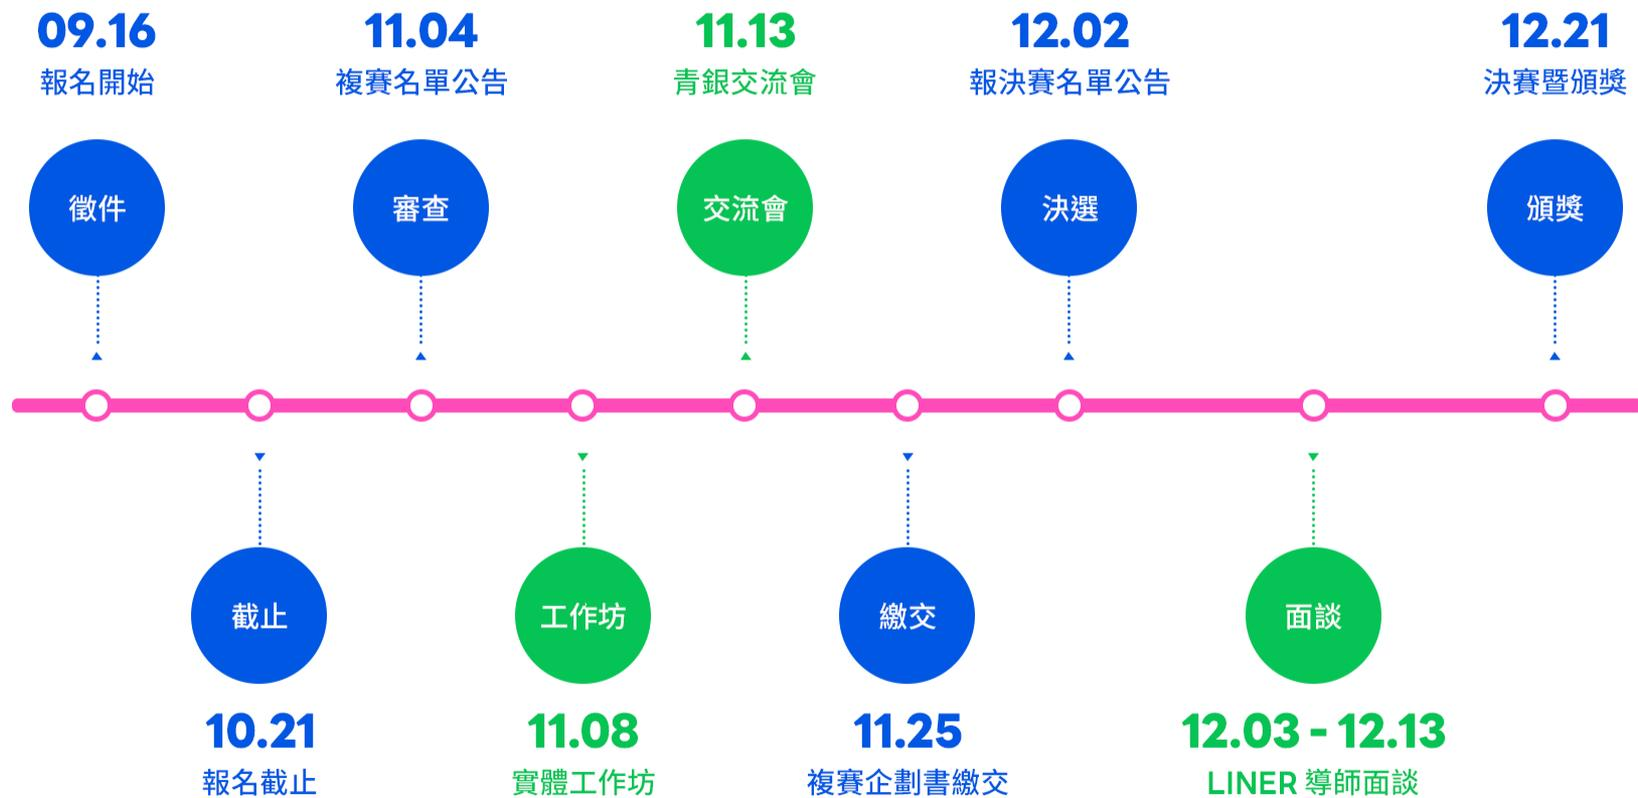 09.16
報名開始
徵件
11.04
複賽名單公告
審查
11.13
青銀交流會
交流會
12.02
報決賽名單公告
決選
12.21
決賽暨頒獎
頒獎
截止
10.21
報名截止
工作坊
11.08
實體工作坊
繳交
11.25
複賽企劃書繳交
面談
12.03 - 12.13
LINER 導師面談